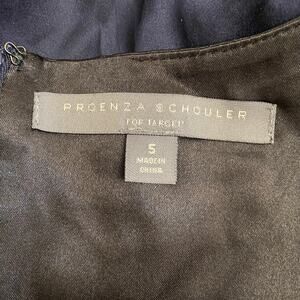 PROENZA SCHOULER
FOR TARGET
5
MADE IN
CHINA